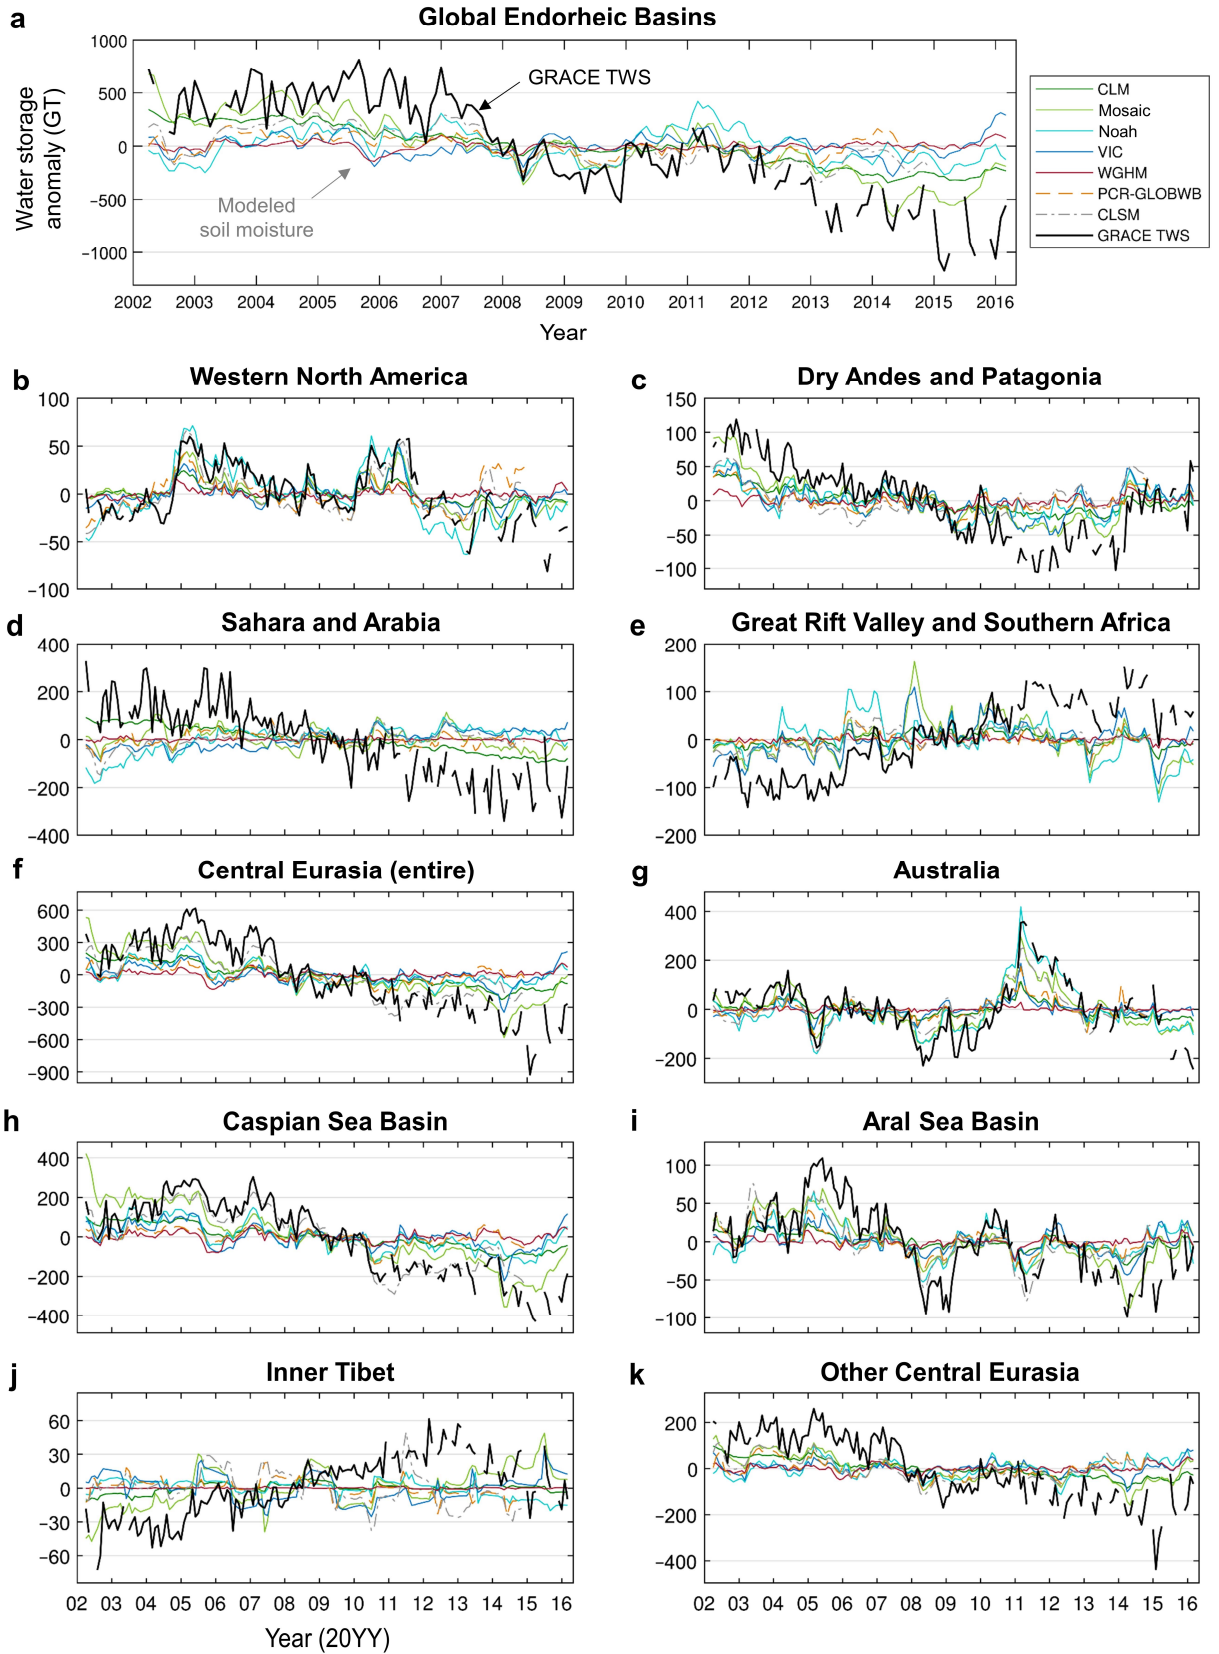 a
Global Endorheic Basins
Water storage
anomaly (GT)
1000
500
0
−500
−1000
GRACE TWS
Modeled
soil moisture
2002 2003 2004 2005 2006 2007 2008 2009 2010 2011 2012 2013 2014 2015 2016
Year
CLM
Mosaic
Noah
VIC
WGHM
PCR-GLOBWB
CLSM
GRACE TWS
b
Western North America
100
50
0
−50
−100
c
Dry Andes and Patagonia
150
100
50
0
−50
−100
d
Sahara and Arabia
400
200
0
−200
−400
e
Great Rift Valley and Southern Africa
200
100
0
−100
−200
f
Central Eurasia (entire)
600
300
0
−300
−600
−900
g
Australia
400
200
0
−200
h
Caspian Sea Basin
400
200
0
−200
−400
i
Aral Sea Basin
100
50
0
−50
−100
j
Inner Tibet
60
30
0
−30
−60
02 03 04 05 06 07 08 09 10 11 12 13 14 15 16
Year (20YY)
k
Other Central Eurasia
200
0
−200
−400
02 03 04 05 06 07 08 09 10 11 12 13 14 15 16